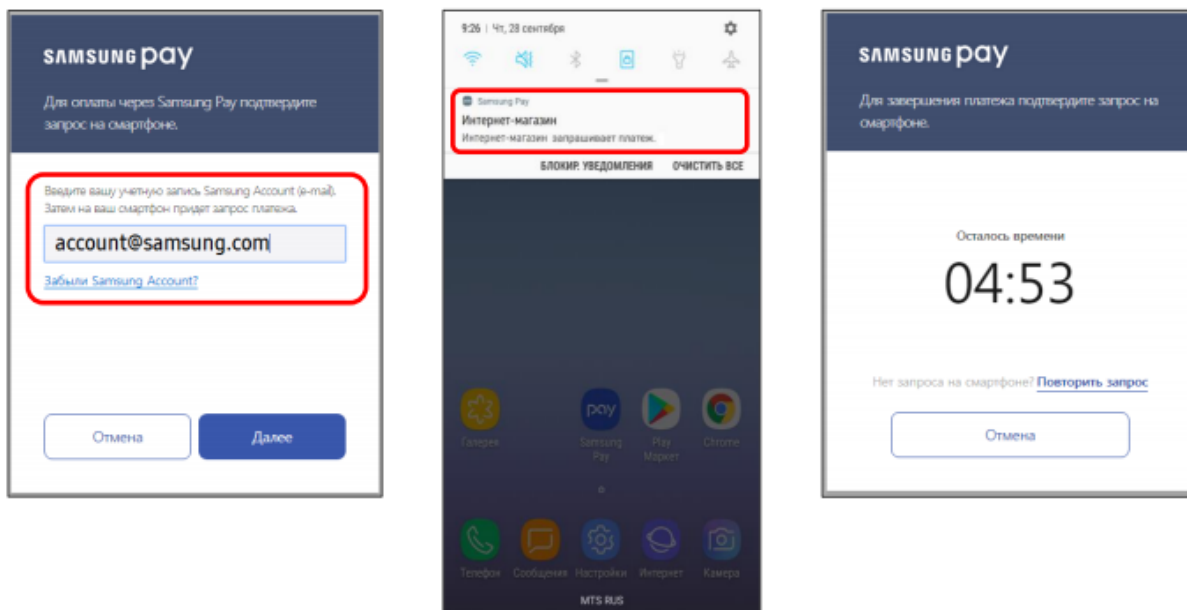 SAMSUNG pay
Для оплаты через Samsung Pay подтвердите
запрос на смартфоне.
Введите вашу учетную запись Samsung Account (e-mail).
Затем на ваш смартфон придет запрос платежа.
account@samsung.com
Забыли Samsung Account?
Отмена
Далее
9:26 | Чт, 28 сентября
Samsung Pay
Интернет-магазин
Интернет-магазин запрашивает платеж.
БЛОКИР. УВЕДОМЛЕНИЯ ОЧИСТИТЬ ВСЕ
pay
Галерея
Samsung
Pay
Play
Маркет
Chrome
Телефон
Сообщения
Настройки
Интернет
Камера
MTS RUS
SAMSUNG pay
Для завершения платежа подтвердите запрос на
смартфоне.
Осталось времени
04:53
Нет запроса на смартфоне? Повторить запрос
Отмена